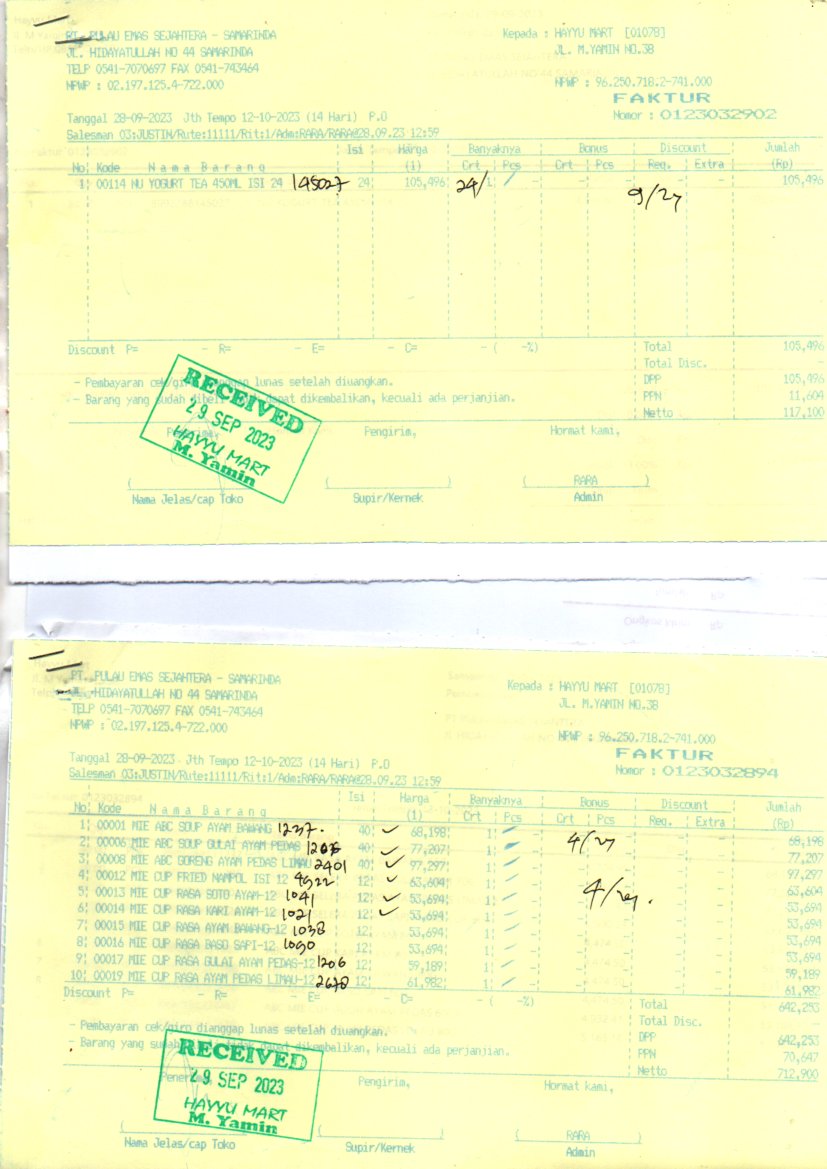 PT. PULAU EMAS SEJAHTERA - SAMARINDA
JL. HIDAYATULLAH NO 44 SAMARINDA
TELP 0541-7070697 FAX 0541-743464
NPWP : 02.197.125.4-722.000
Kepada : HAYYU MART [01078]
JL. M.YAMIN NO.38
NPWP : 96.250.718.2-741.000
FAKTUR
Nomor : 0123032902
Tanggal 28-09-2023 Jth Tempo 12-10-2023 (14 Hari) P.O
Salesman 03:JUSTIN/Rute:11111/Rit:1/Adm:RARA/RARA@28.09.23 12:59
Isi Harga Banyaknya Bonus Discount Jumlah
No Kode Nama Barang (1) Crt Pcs Crt Pcs Reg. Extra (Rp)
1 00114 NU YOGURT TEA 450ML ISI 24 145027 24 105,496 24/ 1 - - - - - 105,496
9/27
Discount P= - R= - E= - C= - ( -%)
Total 105,496
Total Disc. -
DPP 105,496
PPN 11,604
Netto 117,100
- Pembayaran cek/giro dianggap lunas setelah diuangkan.
- Barang yang sudah dibeli dapat dikembalikan, kecuali ada perjanjian.
Pengirim, Hormat kami,
RECEIVED
29 SEP 2023
HAYYU MART
M. Yamin
( ) ( RARA )
Nama Jelas/cap Toko Supir/Kernek Admin
PT. PULAU EMAS SEJAHTERA - SAMARINDA
JL. HIDAYATULLAH NO 44 SAMARINDA
TELP 0541-7070697 FAX 0541-743464
NPWP : 02.197.125.4-722.000
Kepada : HAYYU MART [01078]
JL. M.YAMIN NO.38
NPWP : 96.250.718.2-741.000
FAKTUR
Nomor : 0123032894
Tanggal 28-09-2023 Jth Tempo 12-10-2023 (14 Hari) P.O
Salesman 03:JUSTIN/Rute:11111/Rit:1/Adm:RARA/RARA@28.09.23 12:59
Isi Harga Banyaknya Bonus Discount Jumlah
No Kode Nama Barang (1) Crt Pcs Crt Pcs Reg. Extra (Rp)
1 00001 MIE ABC SOUP AYAM BAWANG 1237 40 68,198 1 - - - - - 68,198
2 00006 MIE ABC SOUP GULAI AYAM PEDAS 40 77,207 1 - - - - - 77,207
3 00008 MIE ABC GORENG AYAM PEDAS LIMAU 2401 40 97,297 1 - - - - - 97,297
4 00012 MIE CUP FRIED NAMPOL ISI 12 4922 12 63,604 1 - - - - - 63,604
5 00013 MIE CUP RASA SOTO AYAM-12 1041 12 53,694 1 - - - - - 53,694
6 00014 MIE CUP RASA KARI AYAM-12 1021 12 53,694 1 - - - - - 53,694
7 00015 MIE CUP RASA AYAM BAWANG-12 1038 12 53,694 1 - - - - - 53,694
8 00016 MIE CUP RASA BASO SAPI-12 1090 12 53,694 1 - - - - - 53,694
9 00017 MIE CUP RASA GULAI AYAM PEDAS-12 1206 12 59,189 1 - - - - - 59,189
10 00019 MIE CUP RASA AYAM PEDAS LIMAU-12 2678 12 61,982 1 - - - - - 61,982
Discount P= - R= - E= - C= - ( -%)
Total 642,253
Total Disc. -
DPP 642,253
PPN 70,647
Netto 712,900
- Pembayaran cek/giro dianggap lunas setelah diuangkan.
- Barang yang sudah dapat dikembalikan, kecuali ada perjanjian.
Pengirim, Hormat kami,
RECEIVED
29 SEP 2023
HAYYU MART
M. Yamin
( ) ( RARA )
Nama Jelas/cap Toko Supir/Kernek Admin